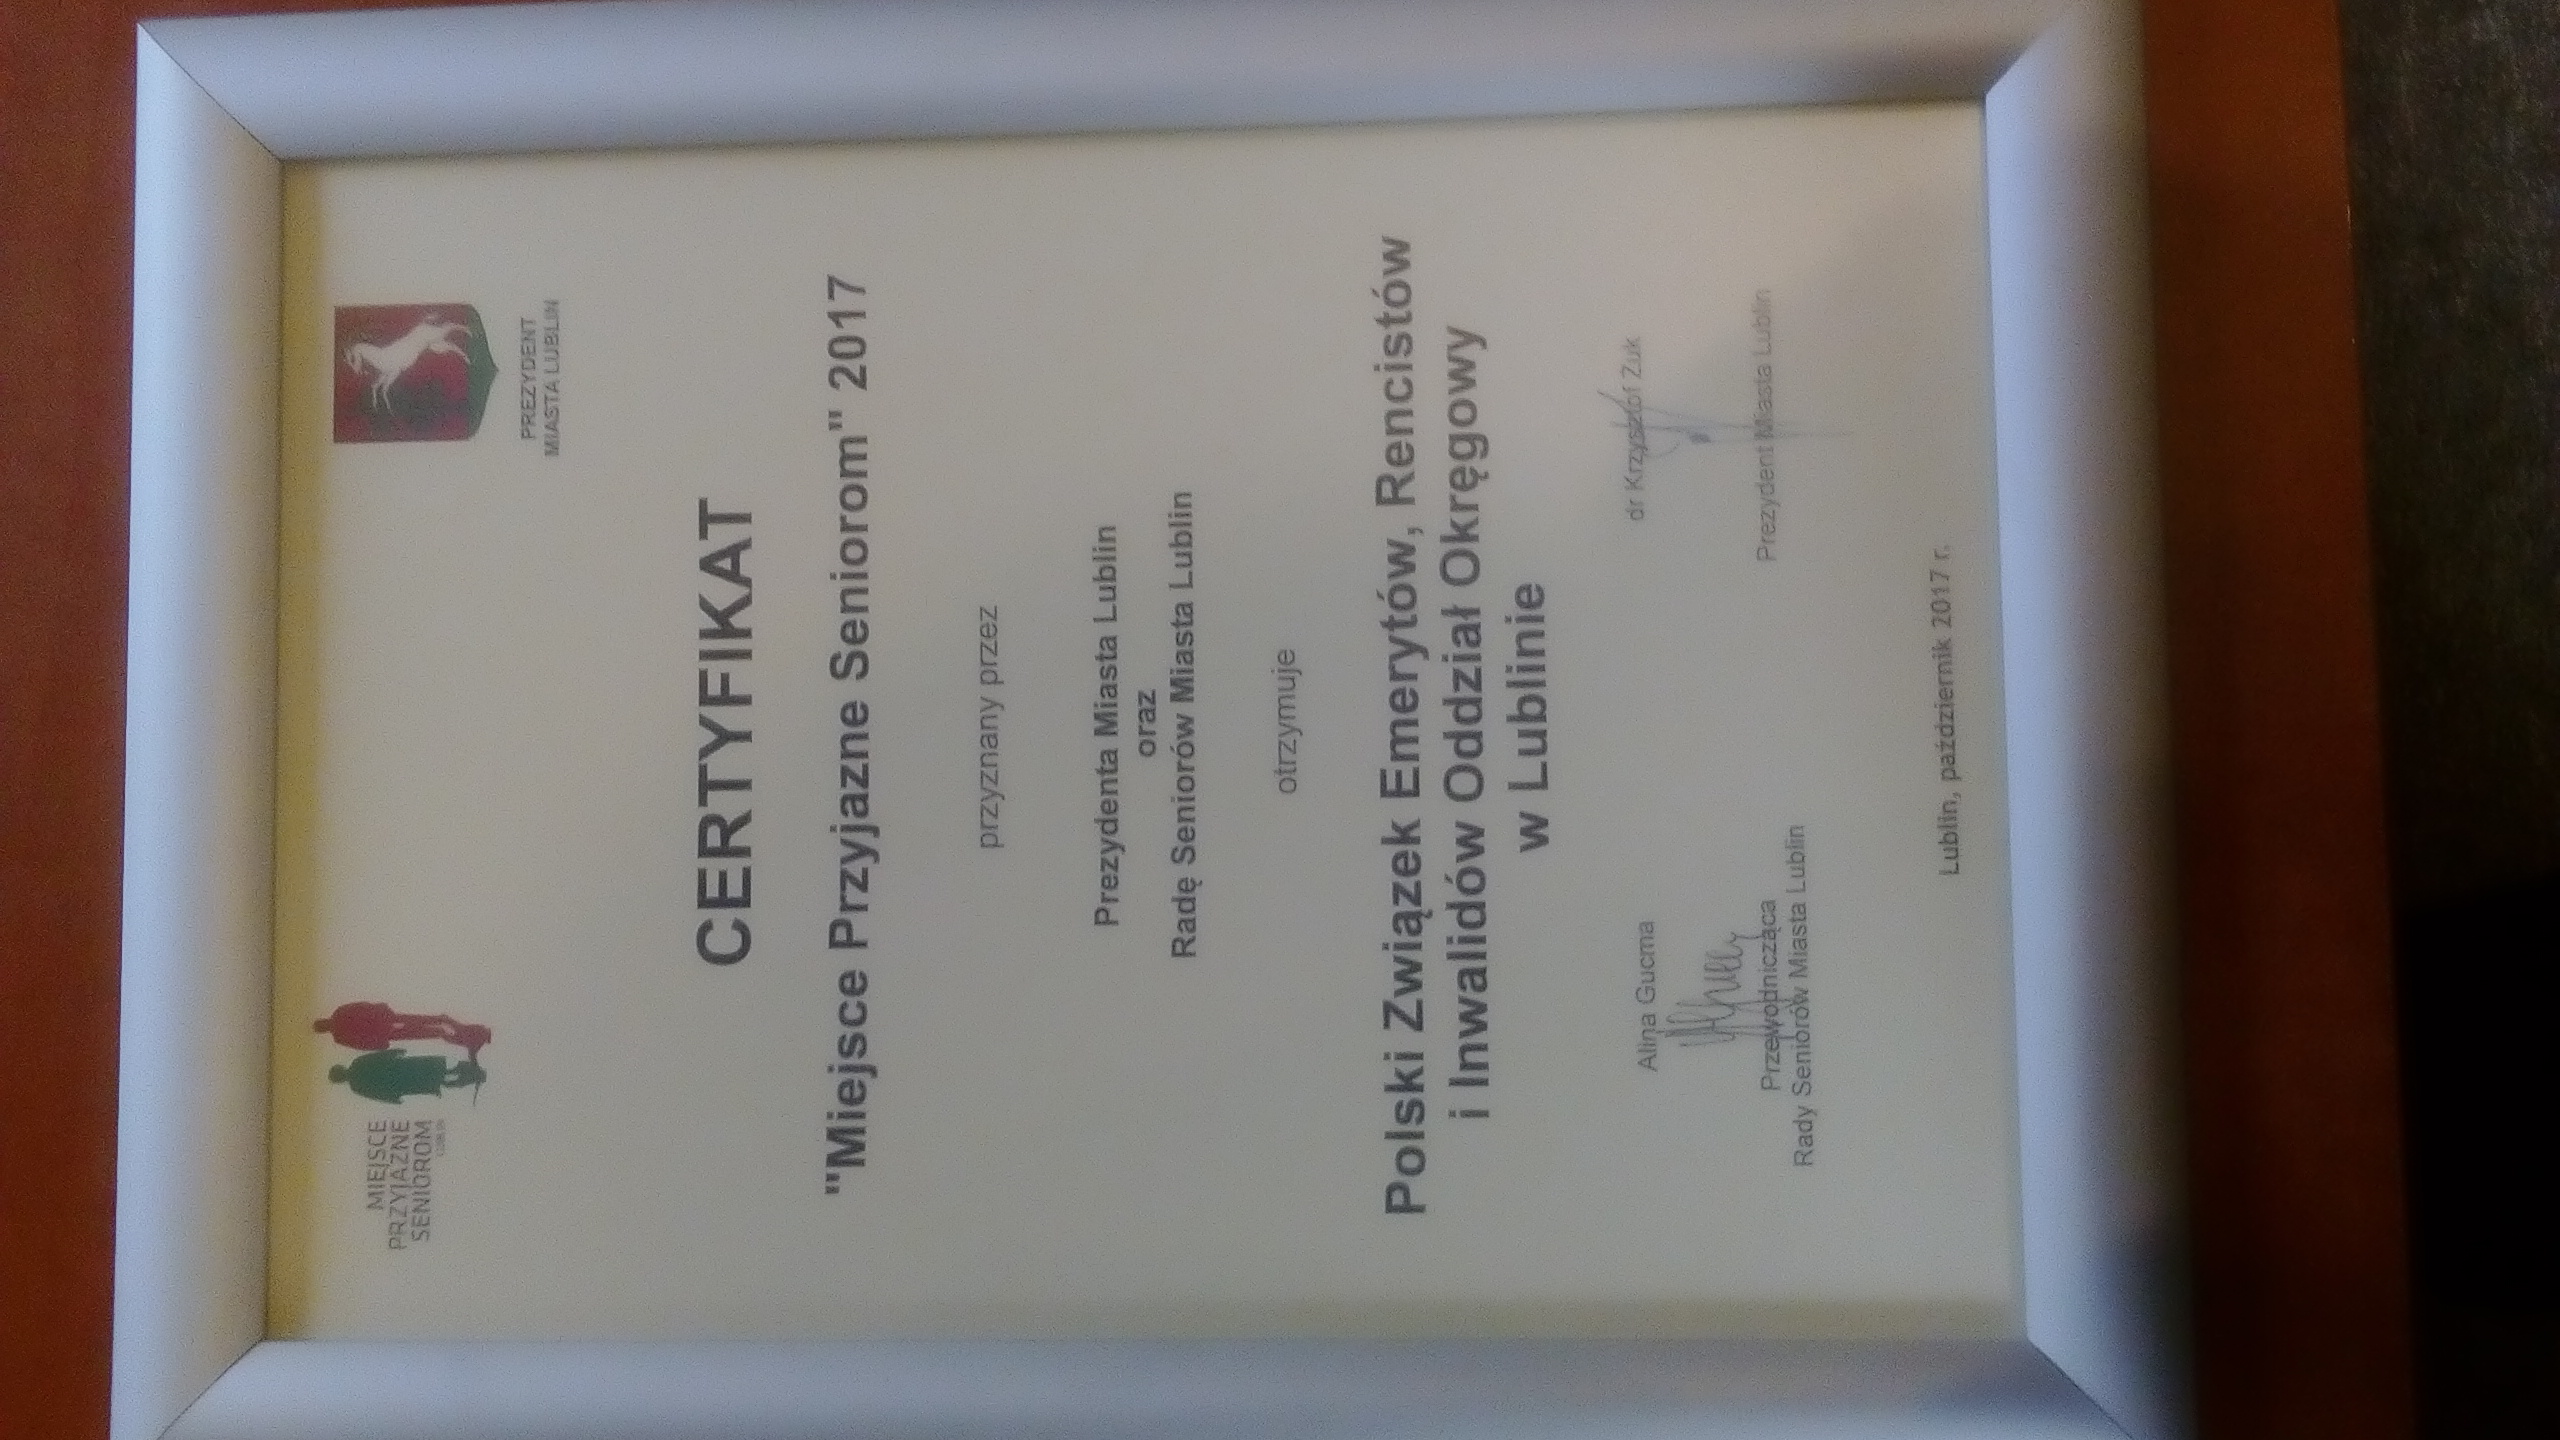 MIEJSCE
PRZYJAZNE
SENIOROM
PREZYDENT
MIASTA LUBLIN
CERTYFIKAT
"Miejsce Przyjazne Seniorom" 2017
przyznany przez
Prezydenta Miasta Lublin
oraz
Radę Seniorów Miasta Lublin
otrzymuje
Polski Związek Emerytów, Rencistów
i Inwalidów Oddział Okręgowy
w Lublinie
Alina Gucma
Przewodnicząca
Rady Seniorów Miasta Lublin
dr Krzysztof Żuk
Prezydent Miasta Lublin
Lublin, październik 2017 r.